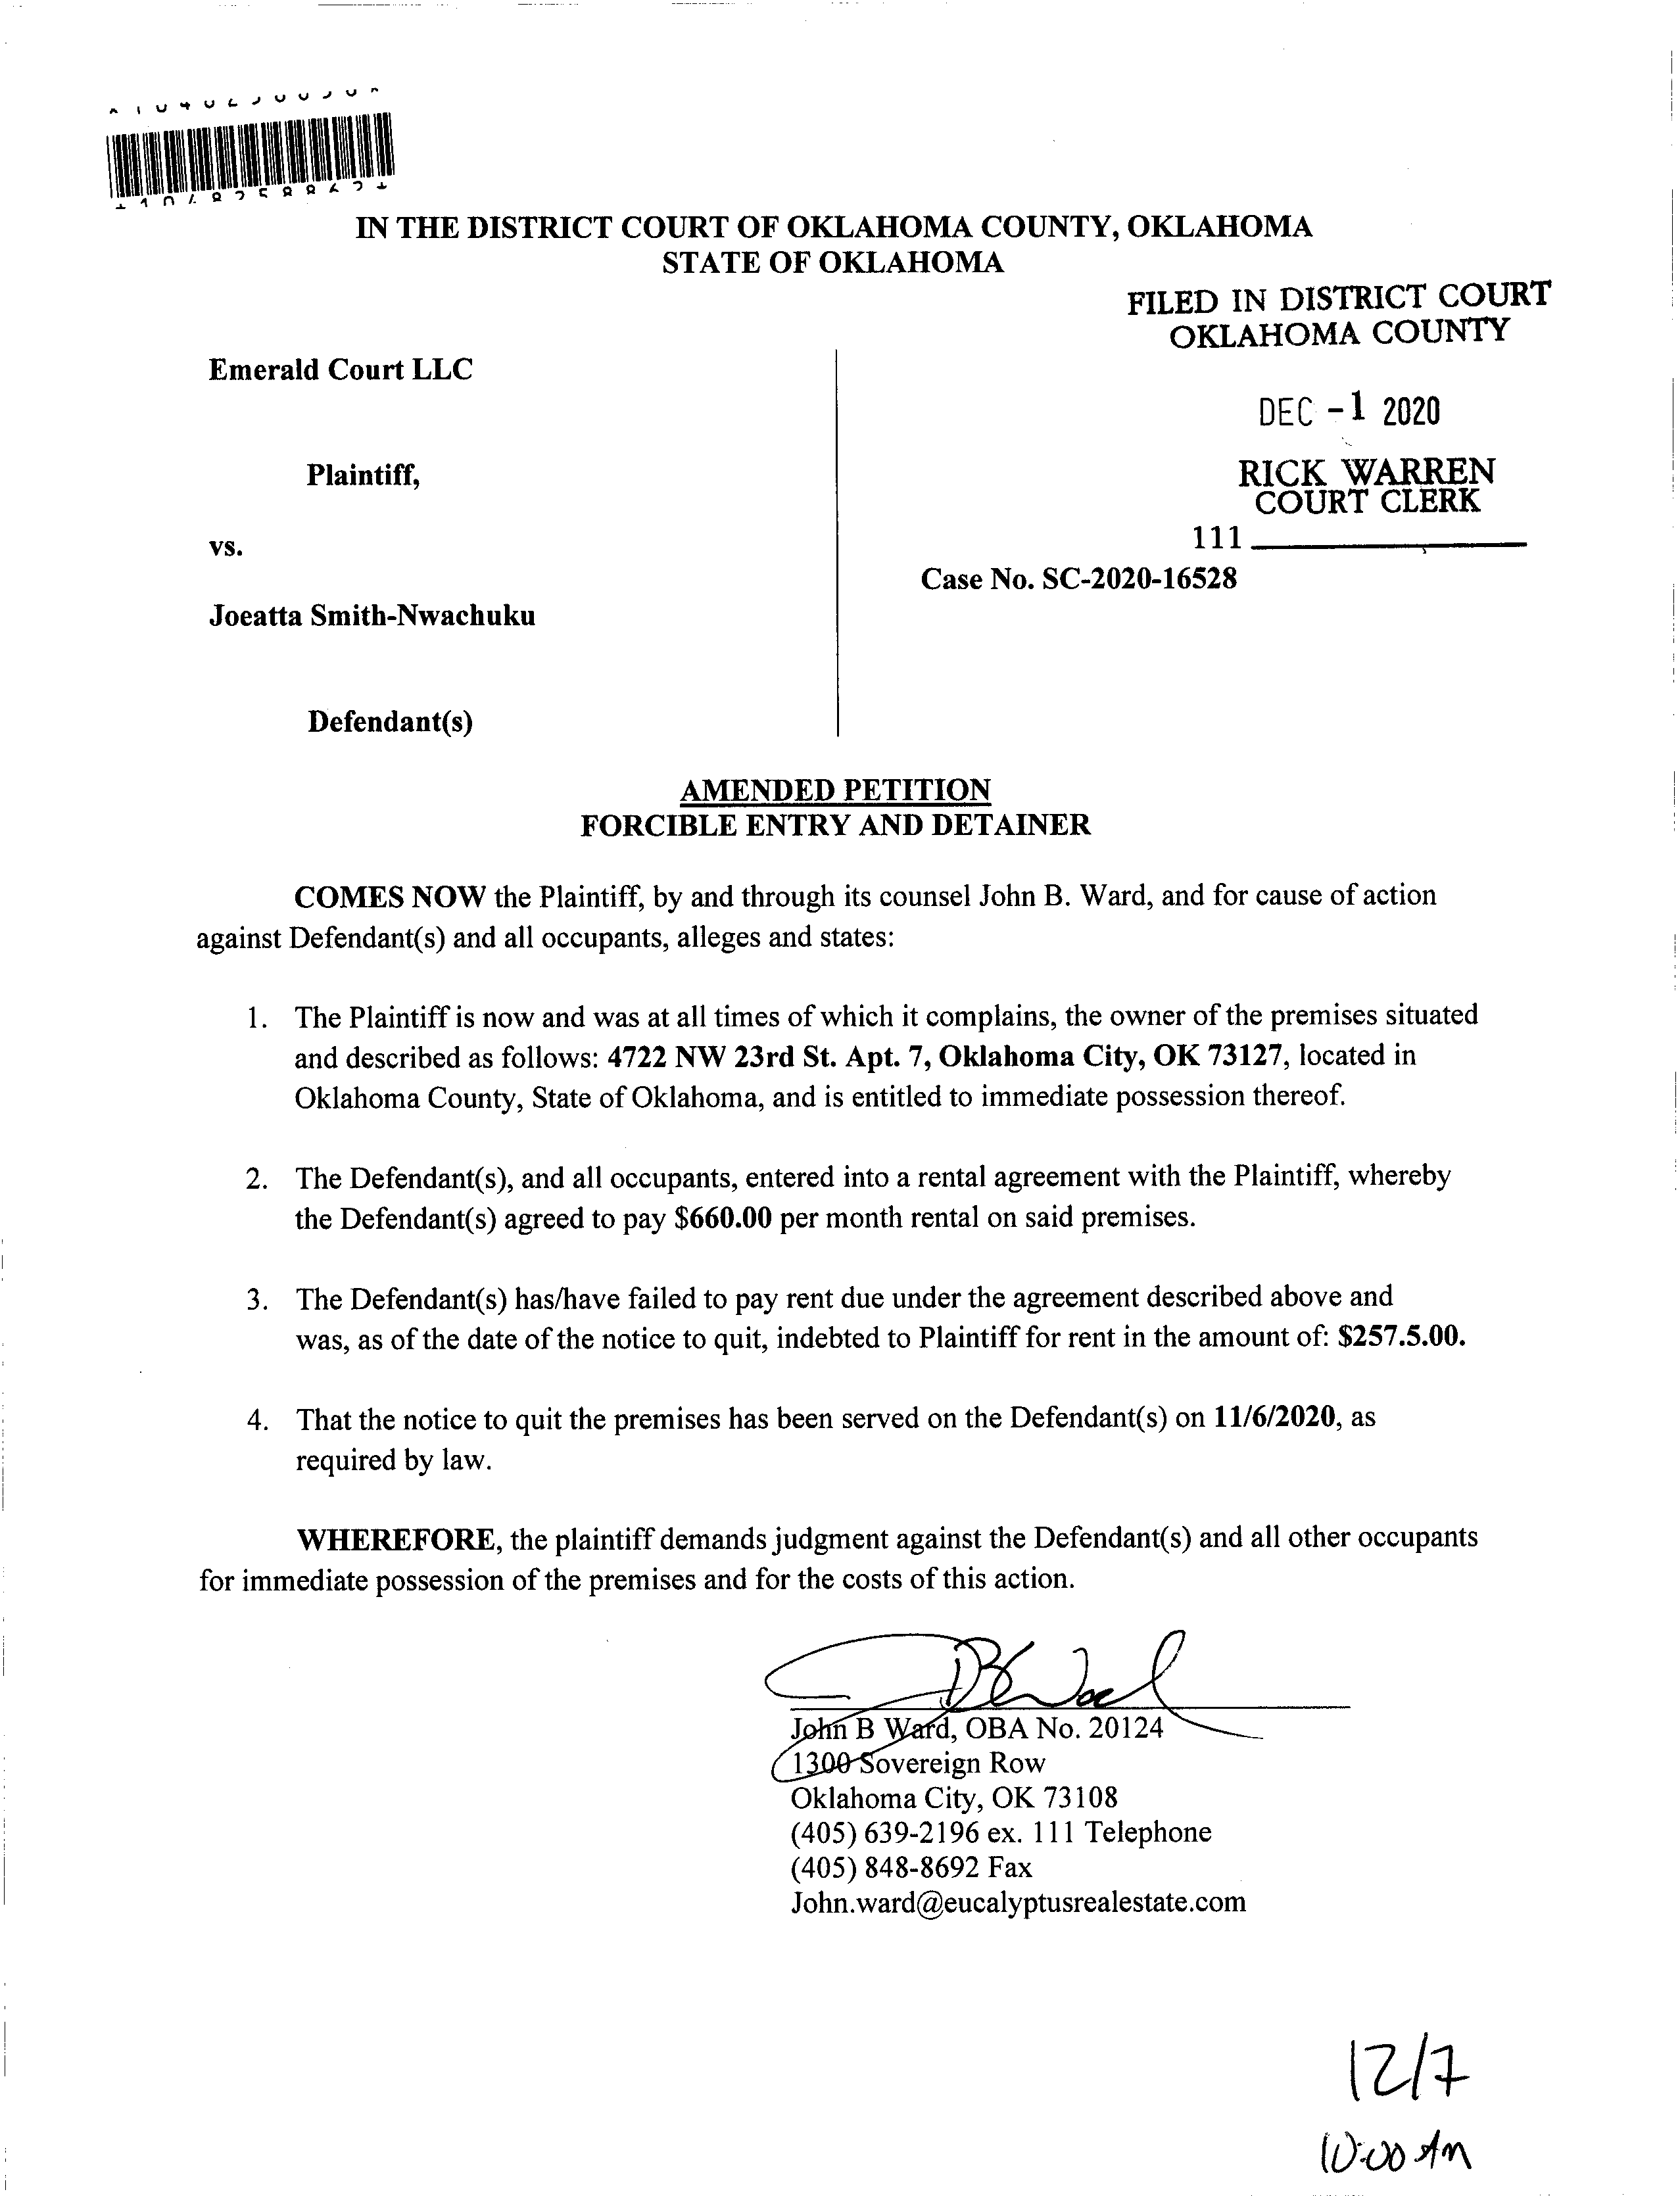 IN THE DISTRICT COURT OF OKLAHOMA COUNTY, OKLAHOMA
STATE OF OKLAHOMA
FILED IN DISTRICT COURT
OKLAHOMA COUNTY
DEC -1 2020
RICK WARREN
COURT CLERK
111
Emerald Court LLC
Plaintiff,
vs.
Case No. SC-2020-16528
Joeatta Smith-Nwachuku
Defendant(s)
AMENDED PETITION
FORCIBLE ENTRY AND DETAINER
COMES NOW the Plaintiff, by and through its counsel John B. Ward, and for cause of action
against Defendant(s) and all occupants, alleges and states:
1. The Plaintiff is now and was at all times of which it complains, the owner of the premises situated
and described as follows: 4722 NW 23rd St. Apt. 7, Oklahoma City, OK 73127, located in
Oklahoma County, State of Oklahoma, and is entitled to immediate possession thereof.
2. The Defendant(s), and all occupants, entered into a rental agreement with the Plaintiff, whereby
the Defendant(s) agreed to pay $660.00 per month rental on said premises.
3. The Defendant(s) has/have failed to pay rent due under the agreement described above and
was, as of the date of the notice to quit, indebted to Plaintiff for rent in the amount of: $257.5.00.
4. That the notice to quit the premises has been served on the Defendant(s) on 11/6/2020, as
required by law.
WHEREFORE, the plaintiff demands judgment against the Defendant(s) and all other occupants
for immediate possession of the premises and for the costs of this action.
John B Ward, OBA No. 20124
1300 Sovereign Row
Oklahoma City, OK 73108
(405) 639-2196 ex. 111 Telephone
(405) 848-8692 Fax
John.ward@eucalyptusrealestate.com
12/7
10:00 Am